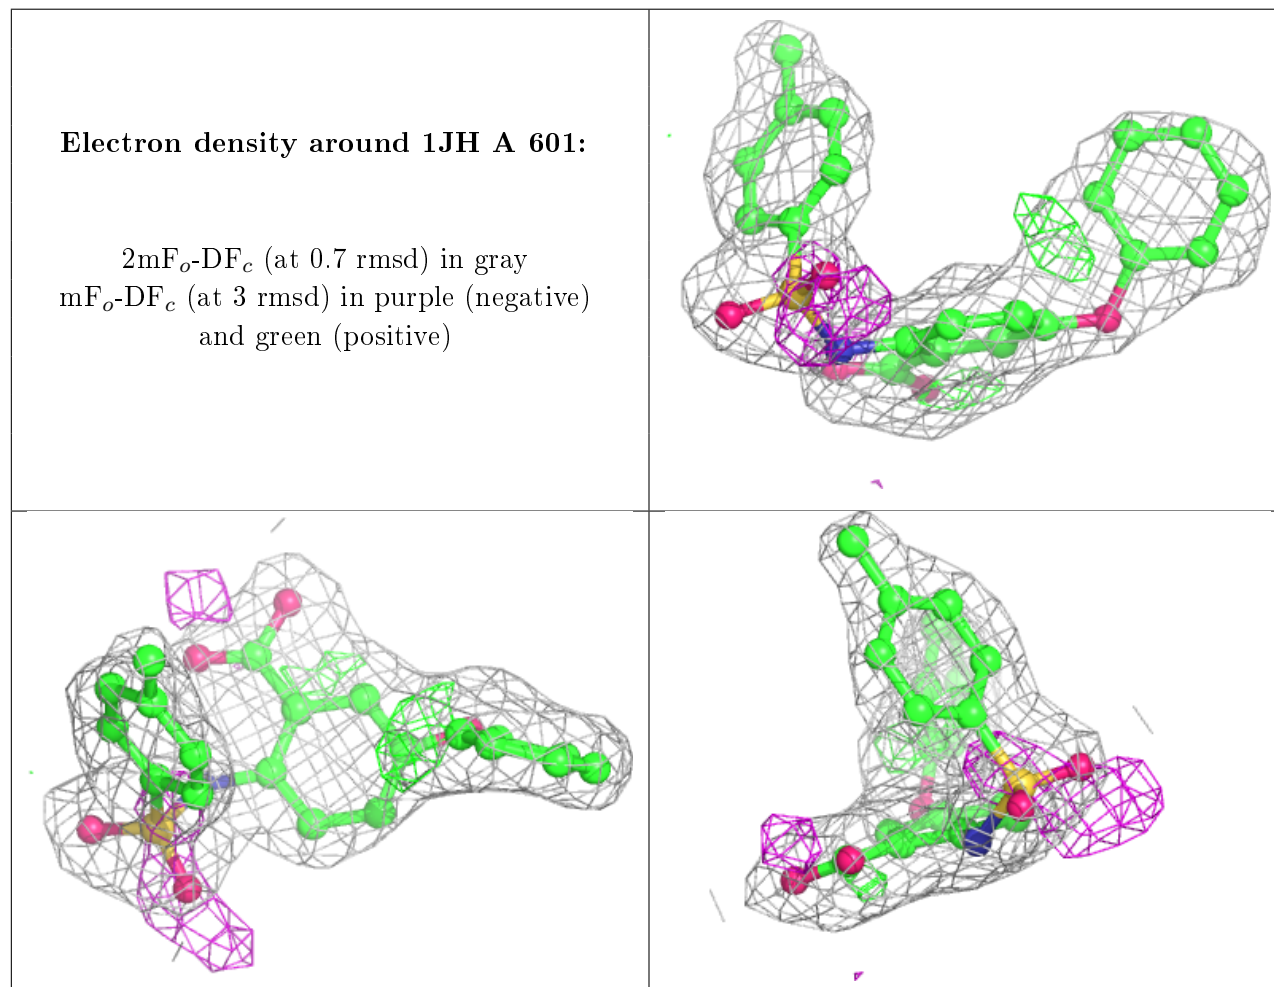 Electron density around 1JH A 601:
2mFo-DFc (at 0.7 rmsd) in gray
mFo-DFc (at 3 rmsd) in purple (negative)
and green (positive)